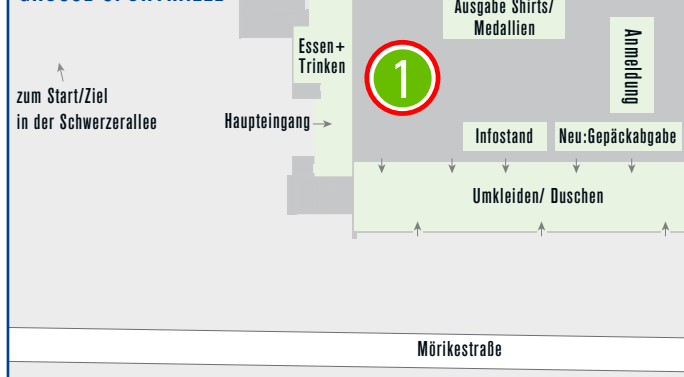 Ausgabe Shirts/
Medallien
Essen+
Trinken
1
Anmeldung
zum Start/Ziel
in der Schwerzerallee
Haupteingang
Infostand
Neu:Gepäckabgabe
Umkleiden/ Duschen
Mörikestraße